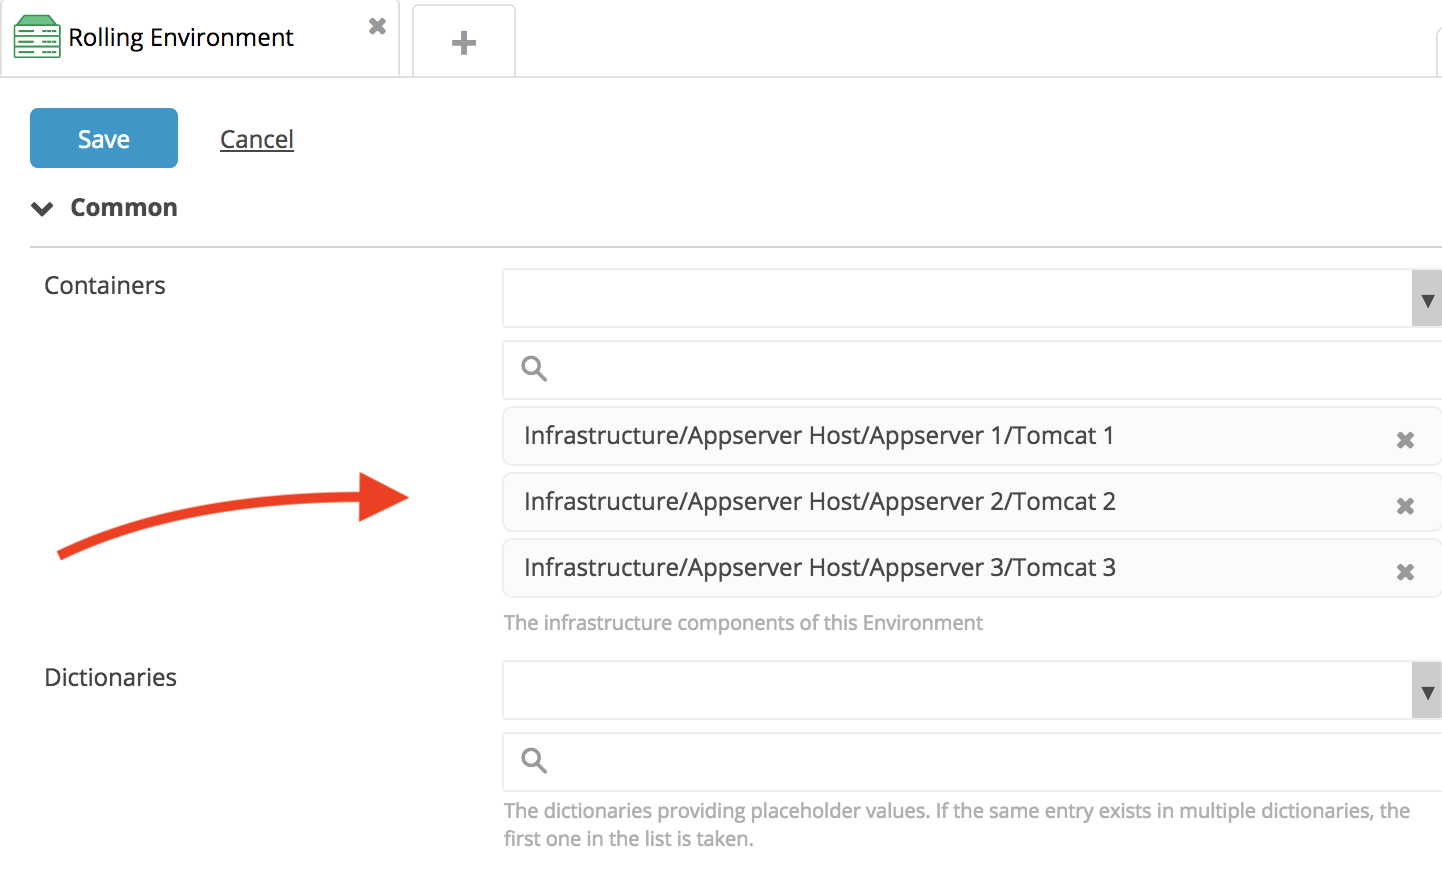 Rolling Environment
Save
Cancel
Common
Containers
Infrastructure/Appserver Host/Appserver 1/Tomcat 1
Infrastructure/Appserver Host/Appserver 2/Tomcat 2
Infrastructure/Appserver Host/Appserver 3/Tomcat 3
The infrastructure components of this Environment
Dictionaries
The dictionaries providing placeholder values. If the same entry exists in multiple dictionaries, the
first one in the list is taken.